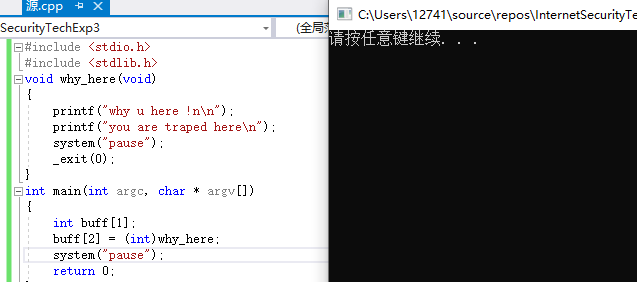 源.cpp
SecurityTechExp3
(全局范
C:\Users\12741\source\repos\InternetSecurityTe
请按任意键继续. . .
#include <stdio.h>
#include <stdlib.h>
void why_here(void)
{
printf("why u here !n\n");
printf("you are traped here\n");
system("pause");
_exit(0);
}
int main(int argc, char * argv[])
{
int buff[1];
buff[2] = (int)why_here;
system("pause");
return 0;